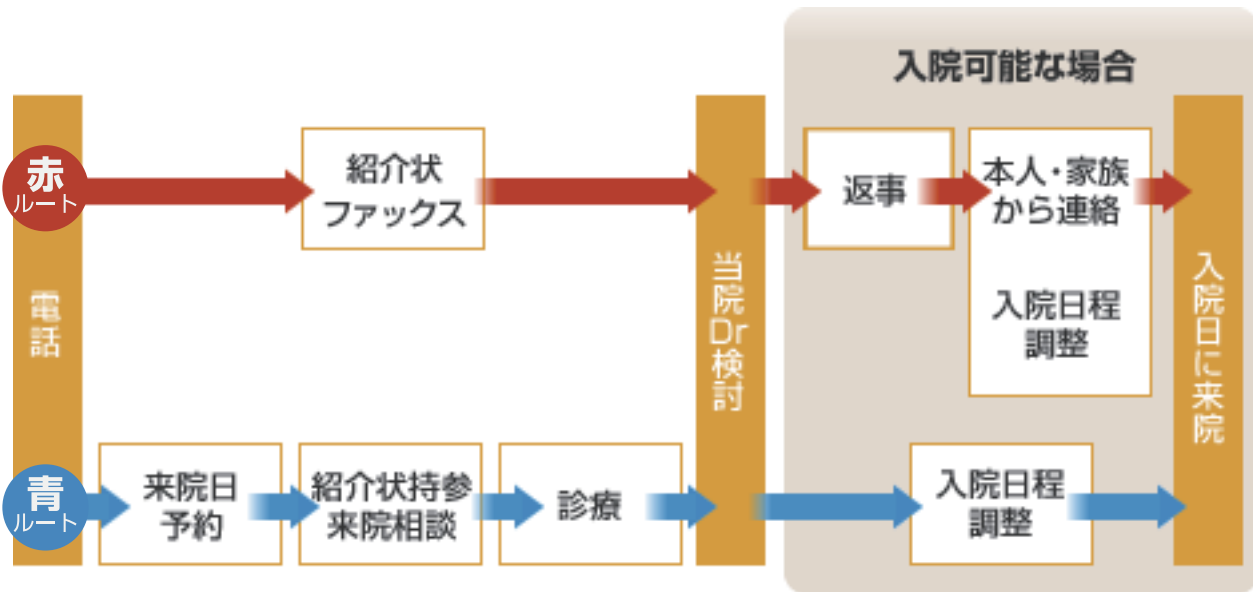 入院可能な場合
電話
赤
ルート
紹介状
ファックス
当院Dr検討
返事
本人・家族
から連絡
入院日程
調整
入院日に来院
青
ルート
来院日
予約
紹介状持参
来院相談
診療
入院日程
調整